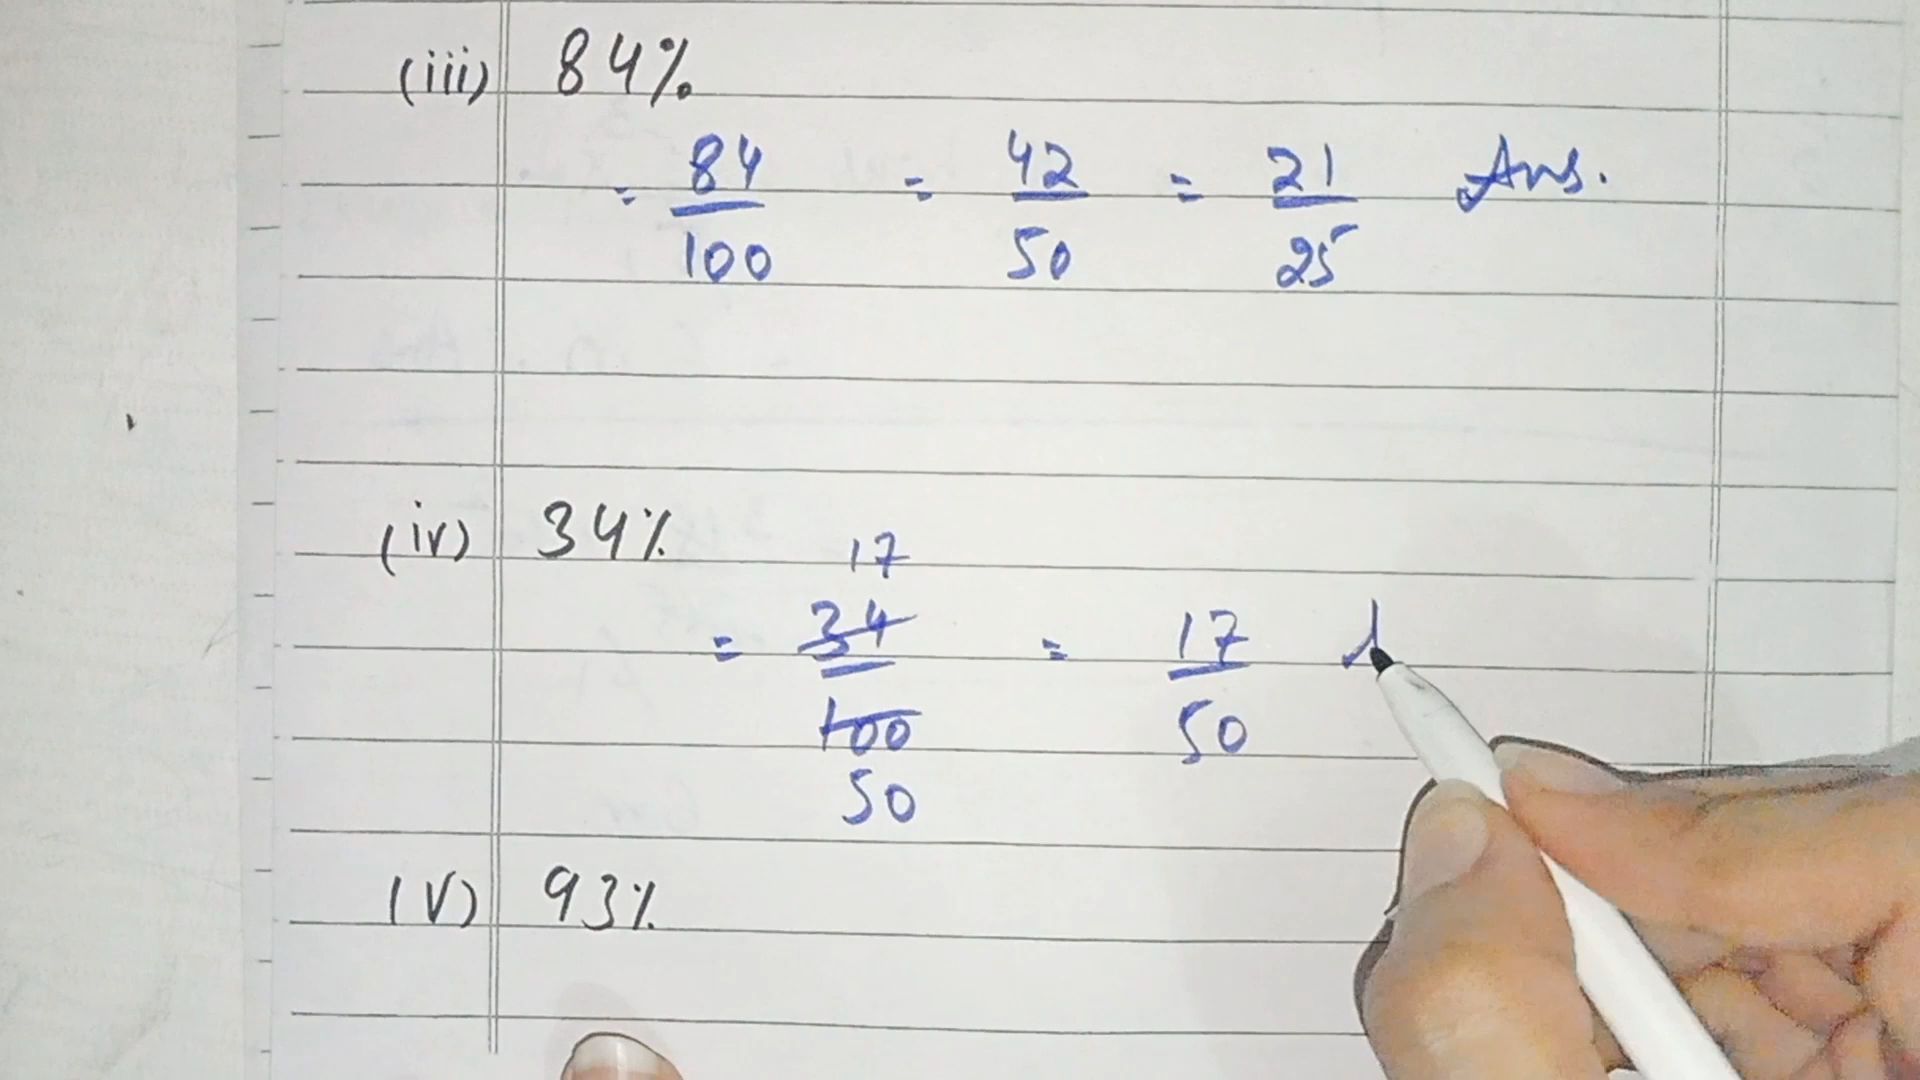 (iii) 84%
= 84/100 = 42/50 = 21/25 Ans.
(iv) 34%
17
= 34/100 = 17/50
50
(V) 93%